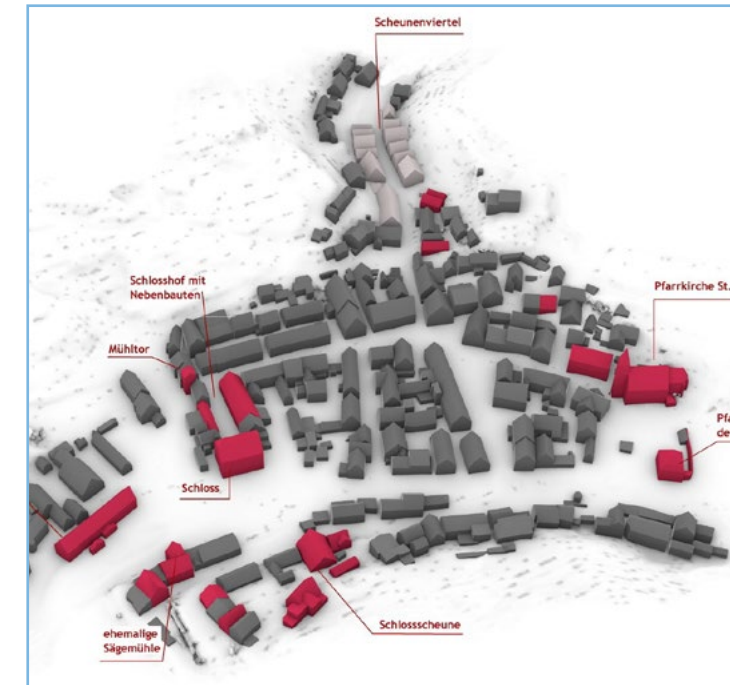 Scheunenviertel
Schlosshof mit
Nebenbauten
Pfarrkirche St.
Mühltor
Schloss
ehemalige
Sägemühle
Schlossscheune